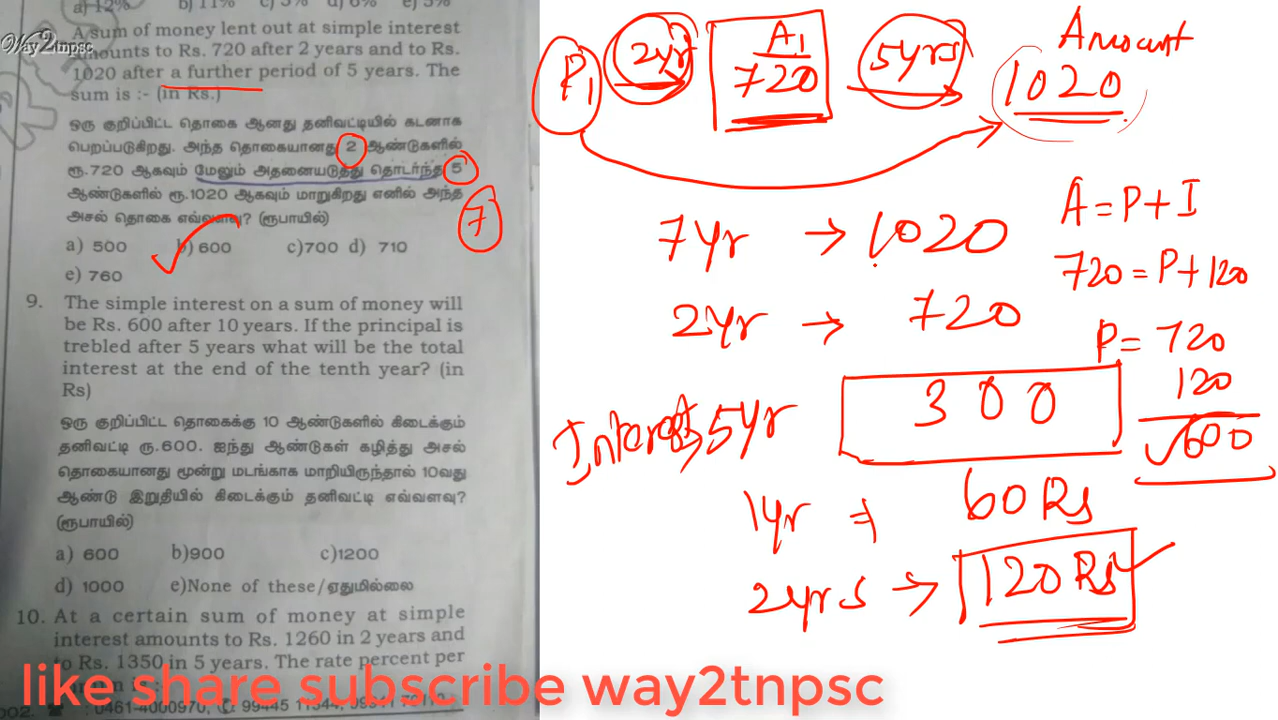 a) 12% b) 11%
Way2tnpsc
A sum of money lent out at simple interest
amounts to Rs. 720 after 2 years and to Rs.
1020 after a further period of 5 years. The
sum is :- (in Rs.)
ஒரு குறிப்பிட்ட தொகை ஆனது தனிவட்டியில் கடனாக
பெறப்படுகிறது. அந்த தொகையானது 2 ஆண்டுகளில்
ரூ.720 ஆகவும் மேனும் அதனையடுத்து தொடர்ந்த 5
ஆண்டுகளில் ரூ.1020 ஆகவும் மாறுகிறது எனில் அந்த
அசல் தொகை எவ்வளவு? (ரூபாயில்)
7
a) 500 b) 600 c)700 d) 710
e) 760
9. The simple interest on a sum of money will
be Rs. 600 after 10 years. If the principal is
trebled after 5 years what will be the total
interest at the end of the tenth year? (in
Rs)
ஒரு குறிப்பிட்ட தொகைக்கு 10 ஆண்டுகளில் கிடைக்கும்
தனிவட்டி ரூ.600. ஐந்து ஆண்டுகள் கழித்து அசல்
தொகையானது மூன்று மடங்காக மாறியிருந்தால் 10வது
ஆண்டு இறுதியில் கிடைக்கும் தனிவட்டி எவ்வளவு?
(ரூபாயில்)
a) 600 b)900 c)1200
d) 1000 e)None of these/ஏதுமில்லை
10. At a certain sum of money at simple
interest amounts to Rs. 1260 in 2 years and
to Rs. 1350 in 5 years. The rate percent per
like share subscribe way2tnpsc
P1 2yr A1 5yrs Amount
720 1020
7yr → 1020
2yr → 720
Interest, 5yr 300
1yr ⇒ 60 Rs
2yrs → 120 Rs
A = P + I
720 = P + 120
P = 720
120
600